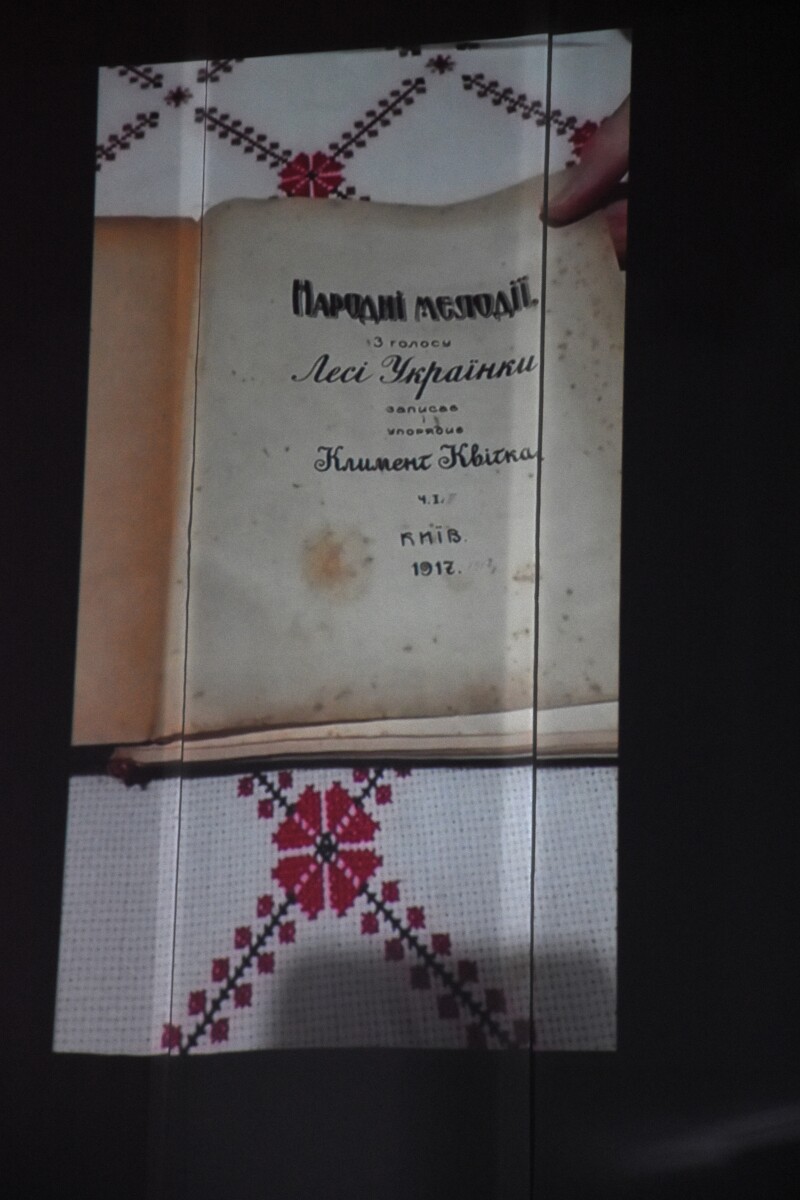 Народні мелодії.
З голосу
Лесі Українки
записав
і
упорядив
Климент Квітка.
Ч.I.
Київ.
1917.